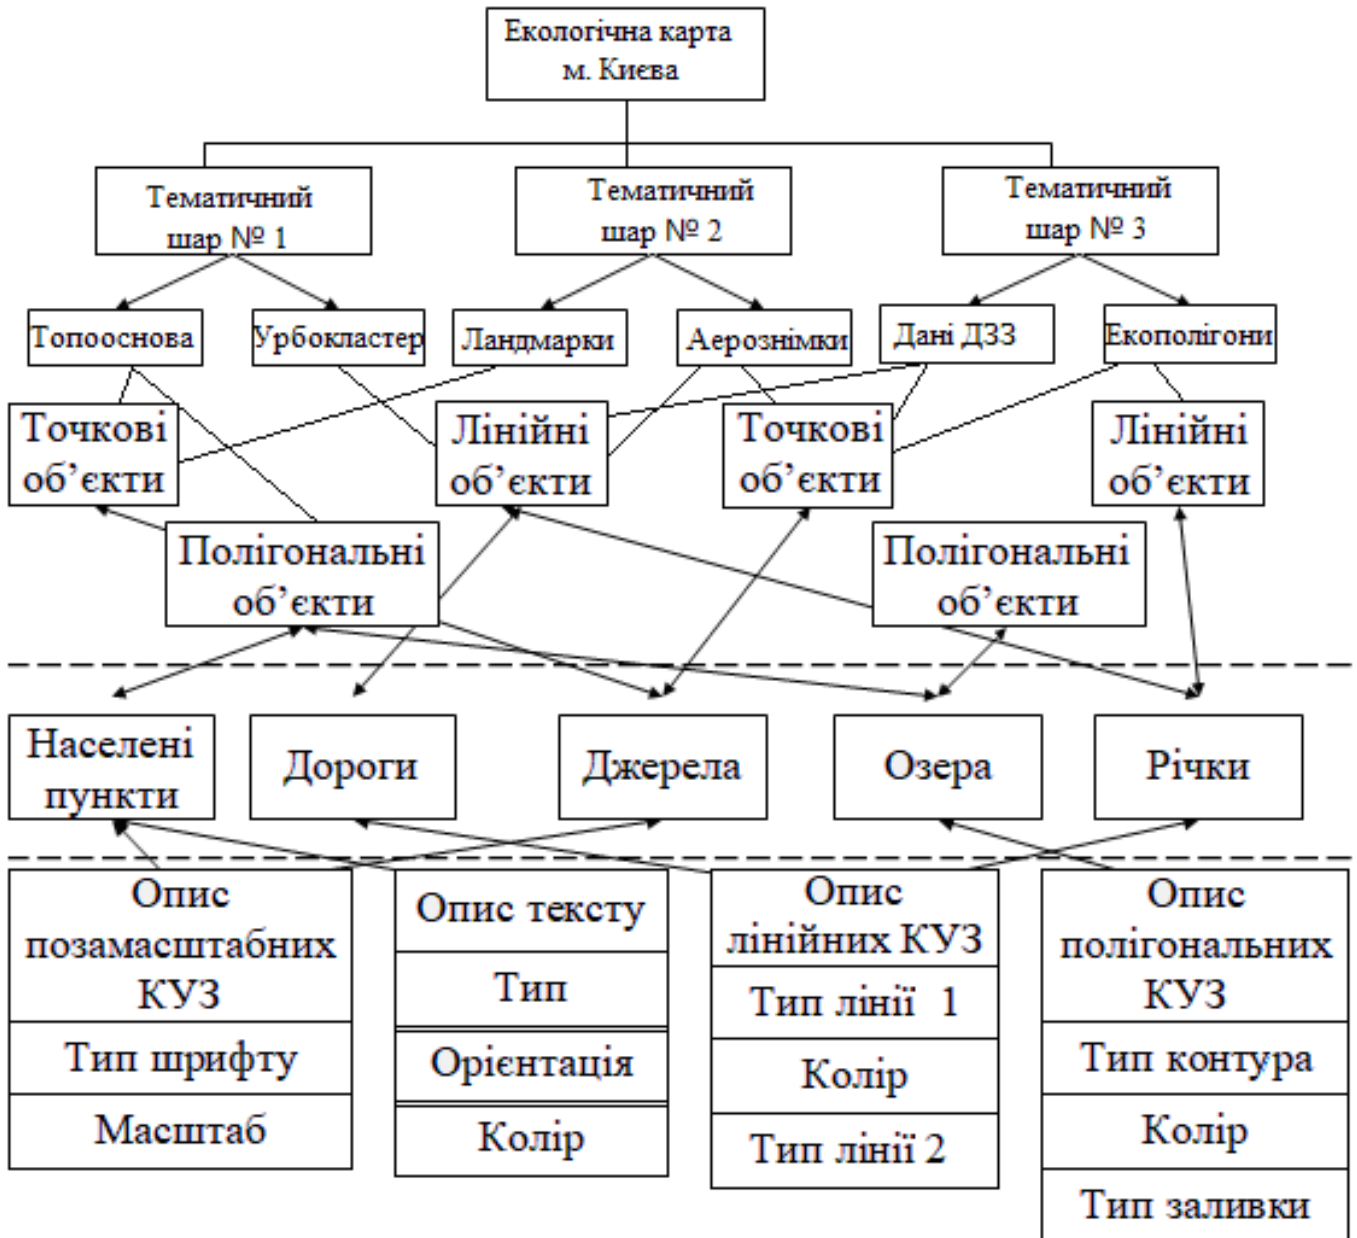 Екологічна карта
м. Києва
Тематичний
шар № 1
Тематичний
шар № 2
Тематичний
шар № 3
Топооснова
Урбокластер
Ландмарки
Аерознімки
Дані ДЗЗ
Екополігони
Точкові
об’єкти
Лінійні
об’єкти
Точкові
об’єкти
Лінійні
об’єкти
Полігональні
об’єкти
Полігональні
об’єкти
Населені
пункти
Дороги
Джерела
Озера
Річки
Опис
позамасштабних
КУЗ
Тип шрифту
Масштаб
Опис тексту
Тип
Орієнтація
Колір
Опис
лінійних КУЗ
Тип лінії 1
Колір
Тип лінії 2
Опис
полігональних
КУЗ
Тип контура
Колір
Тип заливки